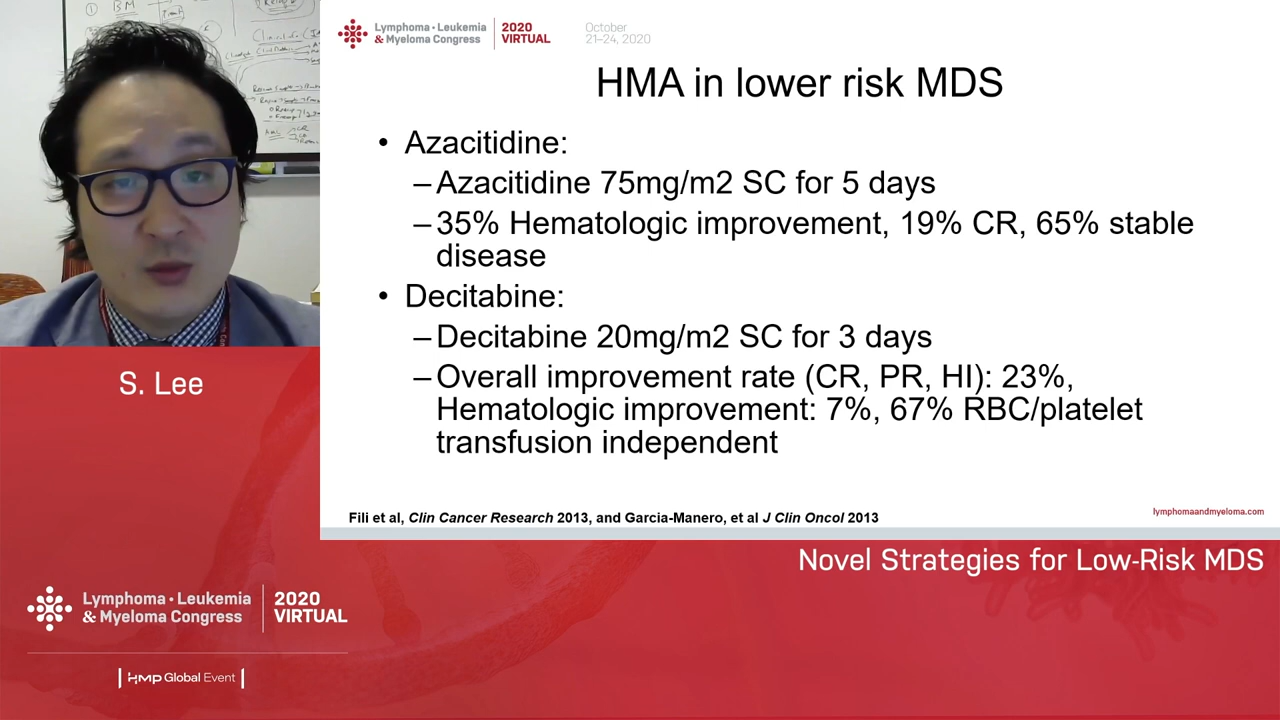 Lymphoma • Leukemia
& Myeloma Congress
2020
VIRTUAL
October
21–24, 2020
HMA in lower risk MDS
• Azacitidine:
– Azacitidine 75mg/m2 SC for 5 days
– 35% Hematologic improvement, 19% CR, 65% stable
disease
• Decitabine:
– Decitabine 20mg/m2 SC for 3 days
– Overall improvement rate (CR, PR, HI): 23%,
Hematologic improvement: 7%, 67% RBC/platelet
transfusion independent
Fili et al, Clin Cancer Research 2013, and Garcia-Manero, et al J Clin Oncol 2013
lymphomaandmyeloma.com
BM
S. Lee
Novel Strategies for Low-Risk MDS
Lymphoma • Leukemia
& Myeloma Congress
2020
VIRTUAL
HMP Global Event